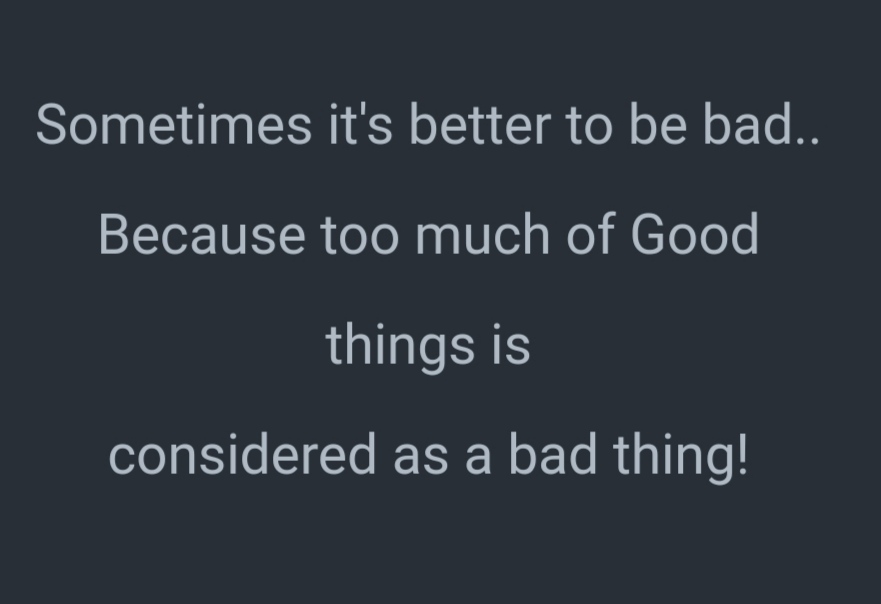 Sometimes it's better to be bad..
Because too much of Good
things is
considered as a bad thing!